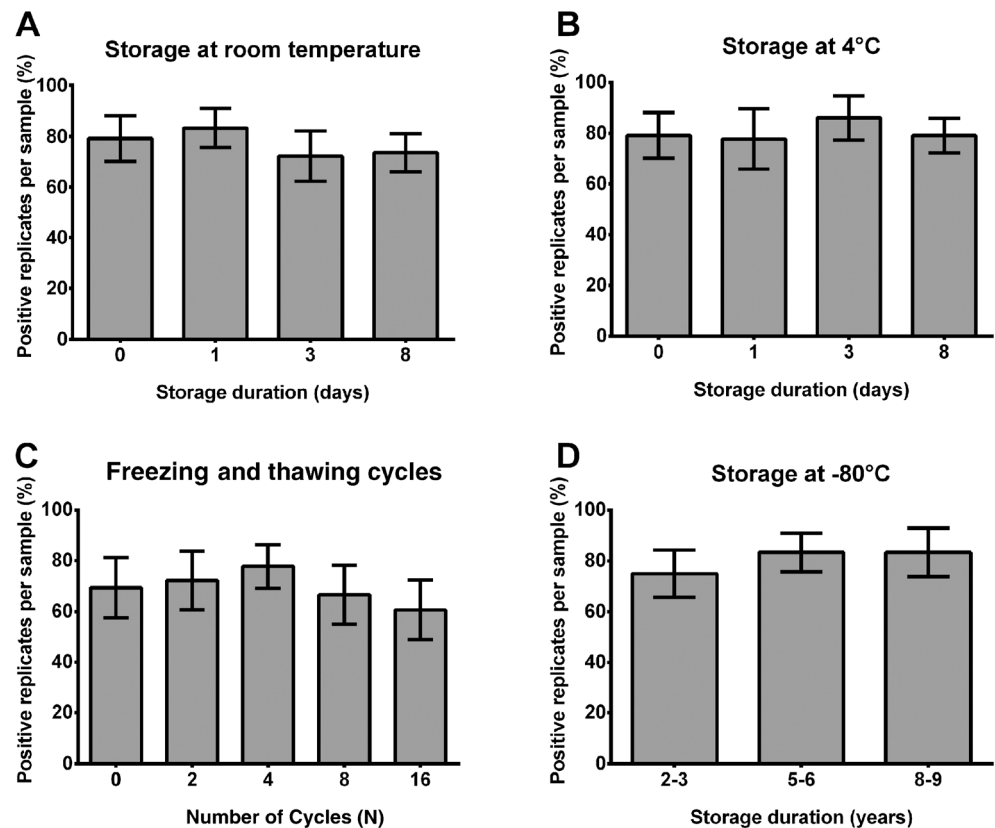 A
Storage at room temperature
Positive replicates per sample (%)
100
80
60
40
20
0
0 1 3 8
Storage duration (days)
B
Storage at 4°C
Positive replicates per sample (%)
100
80
60
40
20
0
0 1 3 8
Storage duration (days)
C
Freezing and thawing cycles
Positive replicates per sample (%)
100
80
60
40
20
0
0 2 4 8 16
Number of Cycles (N)
D
Storage at -80°C
Positive replicates per sample (%)
100
80
60
40
20
0
2-3 5-6 8-9
Storage duration (years)